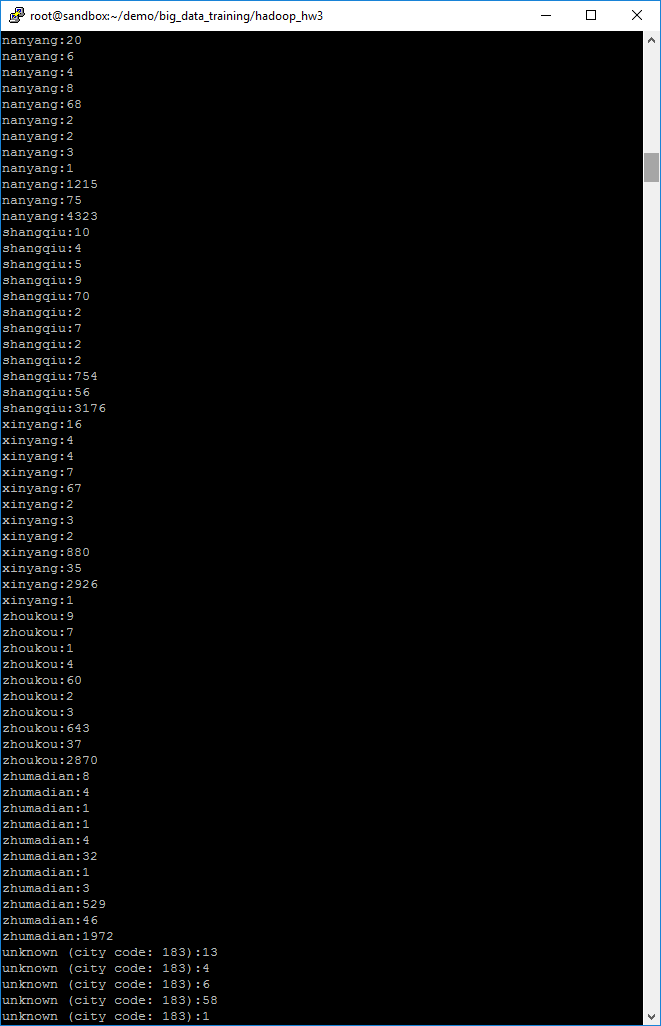 root@sandbox:~/demo/big_data_training/hadoop_hw3
nanyang:20
nanyang:6
nanyang:4
nanyang:8
nanyang:68
nanyang:2
nanyang:2
nanyang:3
nanyang:1
nanyang:1215
nanyang:75
nanyang:4323
shangqiu:10
shangqiu:4
shangqiu:5
shangqiu:9
shangqiu:70
shangqiu:2
shangqiu:7
shangqiu:2
shangqiu:2
shangqiu:754
shangqiu:56
shangqiu:3176
xinyang:16
xinyang:4
xinyang:4
xinyang:7
xinyang:67
xinyang:2
xinyang:3
xinyang:2
xinyang:880
xinyang:35
xinyang:2926
xinyang:1
zhoukou:9
zhoukou:7
zhoukou:1
zhoukou:4
zhoukou:60
zhoukou:2
zhoukou:3
zhoukou:643
zhoukou:37
zhoukou:2870
zhumadian:8
zhumadian:4
zhumadian:1
zhumadian:1
zhumadian:4
zhumadian:32
zhumadian:1
zhumadian:3
zhumadian:529
zhumadian:46
zhumadian:1972
unknown (city code: 183):13
unknown (city code: 183):4
unknown (city code: 183):6
unknown (city code: 183):58
unknown (city code: 183):1